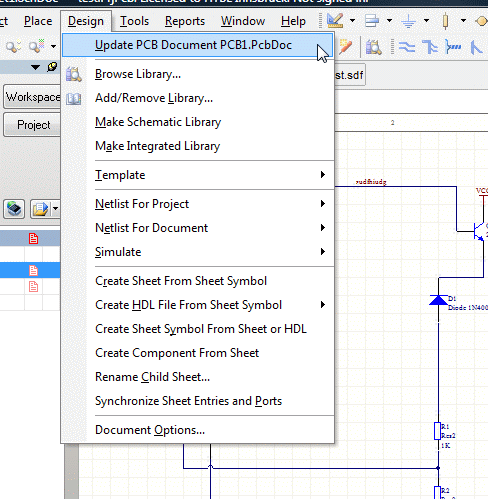 Place Design Tools Reports Window Help
Update PCB Document PCB1.PcbDoc
st.sdf
Browse Library...
Workspace
Add/Remove Library...
Project
Make Schematic Library
2
Make Integrated Library
Template
Netlist For Project
Netlist For Document
Simulate
Create Sheet From Sheet Symbol
Create HDL File From Sheet Symbol
Create Sheet Symbol From Sheet or HDL
Create Component From Sheet
Rename Child Sheet...
Synchronize Sheet Entries and Ports
Document Options...
VCC
D1
Diode 1N400
R1
Res2
1K
R2